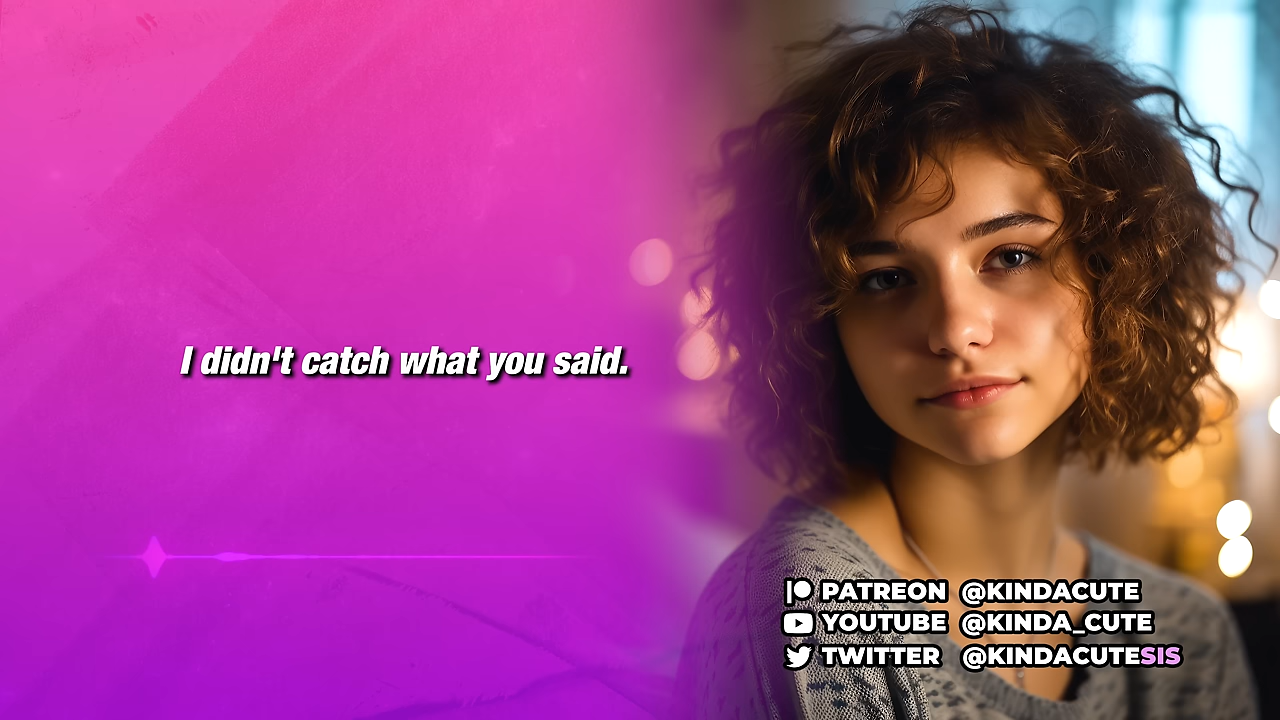 I didn't catch what you said.
PATREON @KINDACUTE
YOUTUBE @KINDA_CUTE
TWITTER @KINDACUTESIS